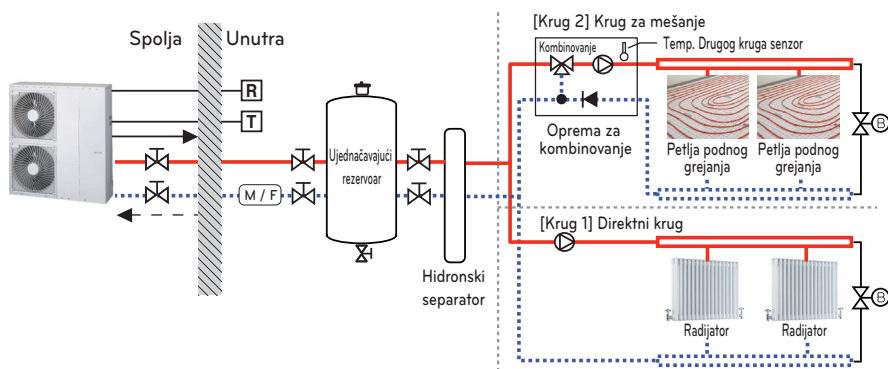 Spolja
Unutra
R
T
M / F
Ujednačavajući
rezervoar
Hidronski
separator
[Krug 2] Krug za mešanje
Kombinovanje
Temp. Drugog kruga senzor
Oprema za
kombinovanje
Petlja podnog
grejanja
Petlja podnog
grejanja
B
[Krug 1] Direktni krug
Radijator
Radijator
B